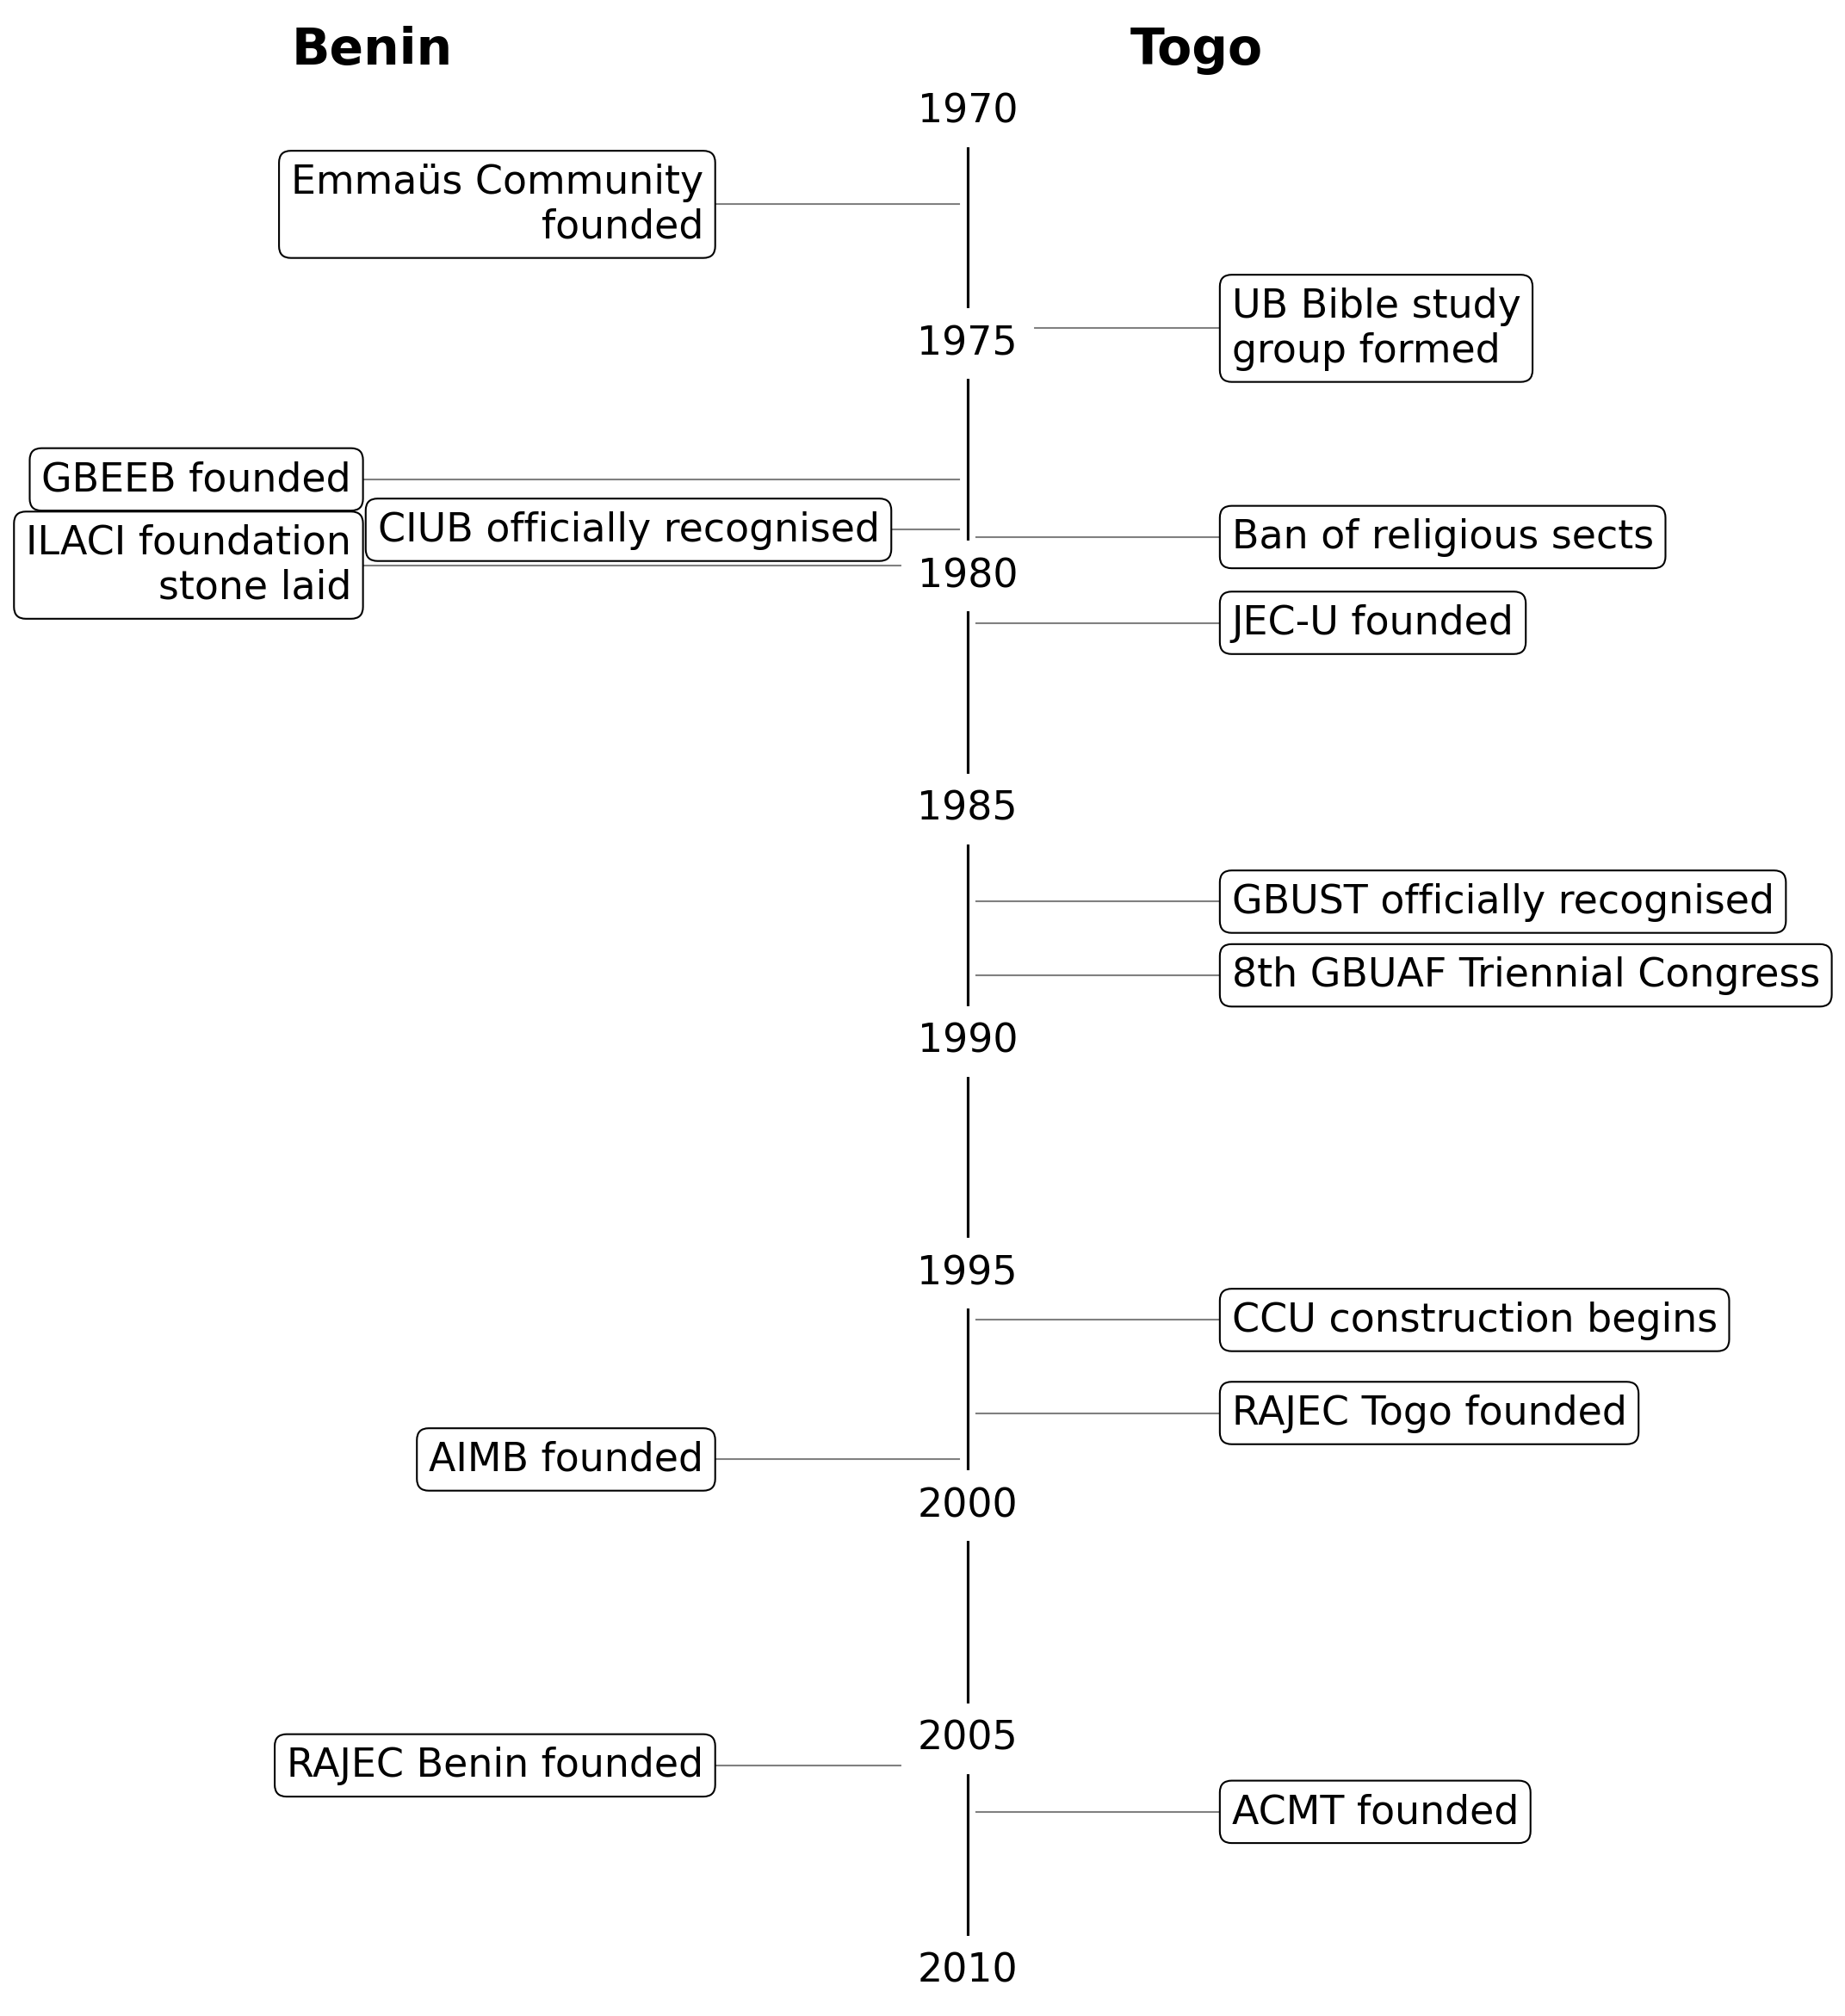 Benin
Togo
1970
Emmaüs Community
founded
UB Bible study
group formed
1975
GBEEB founded
CIUB officially recognised
Ban of religious sects
ILACI foundation
stone laid
1980
JEC-U founded
1985
GBUST officially recognised
8th GBUAF Triennial Congress
1990
1995
CCU construction begins
RAJEC Togo founded
AIMB founded
2000
2005
RAJEC Benin founded
ACMT founded
2010